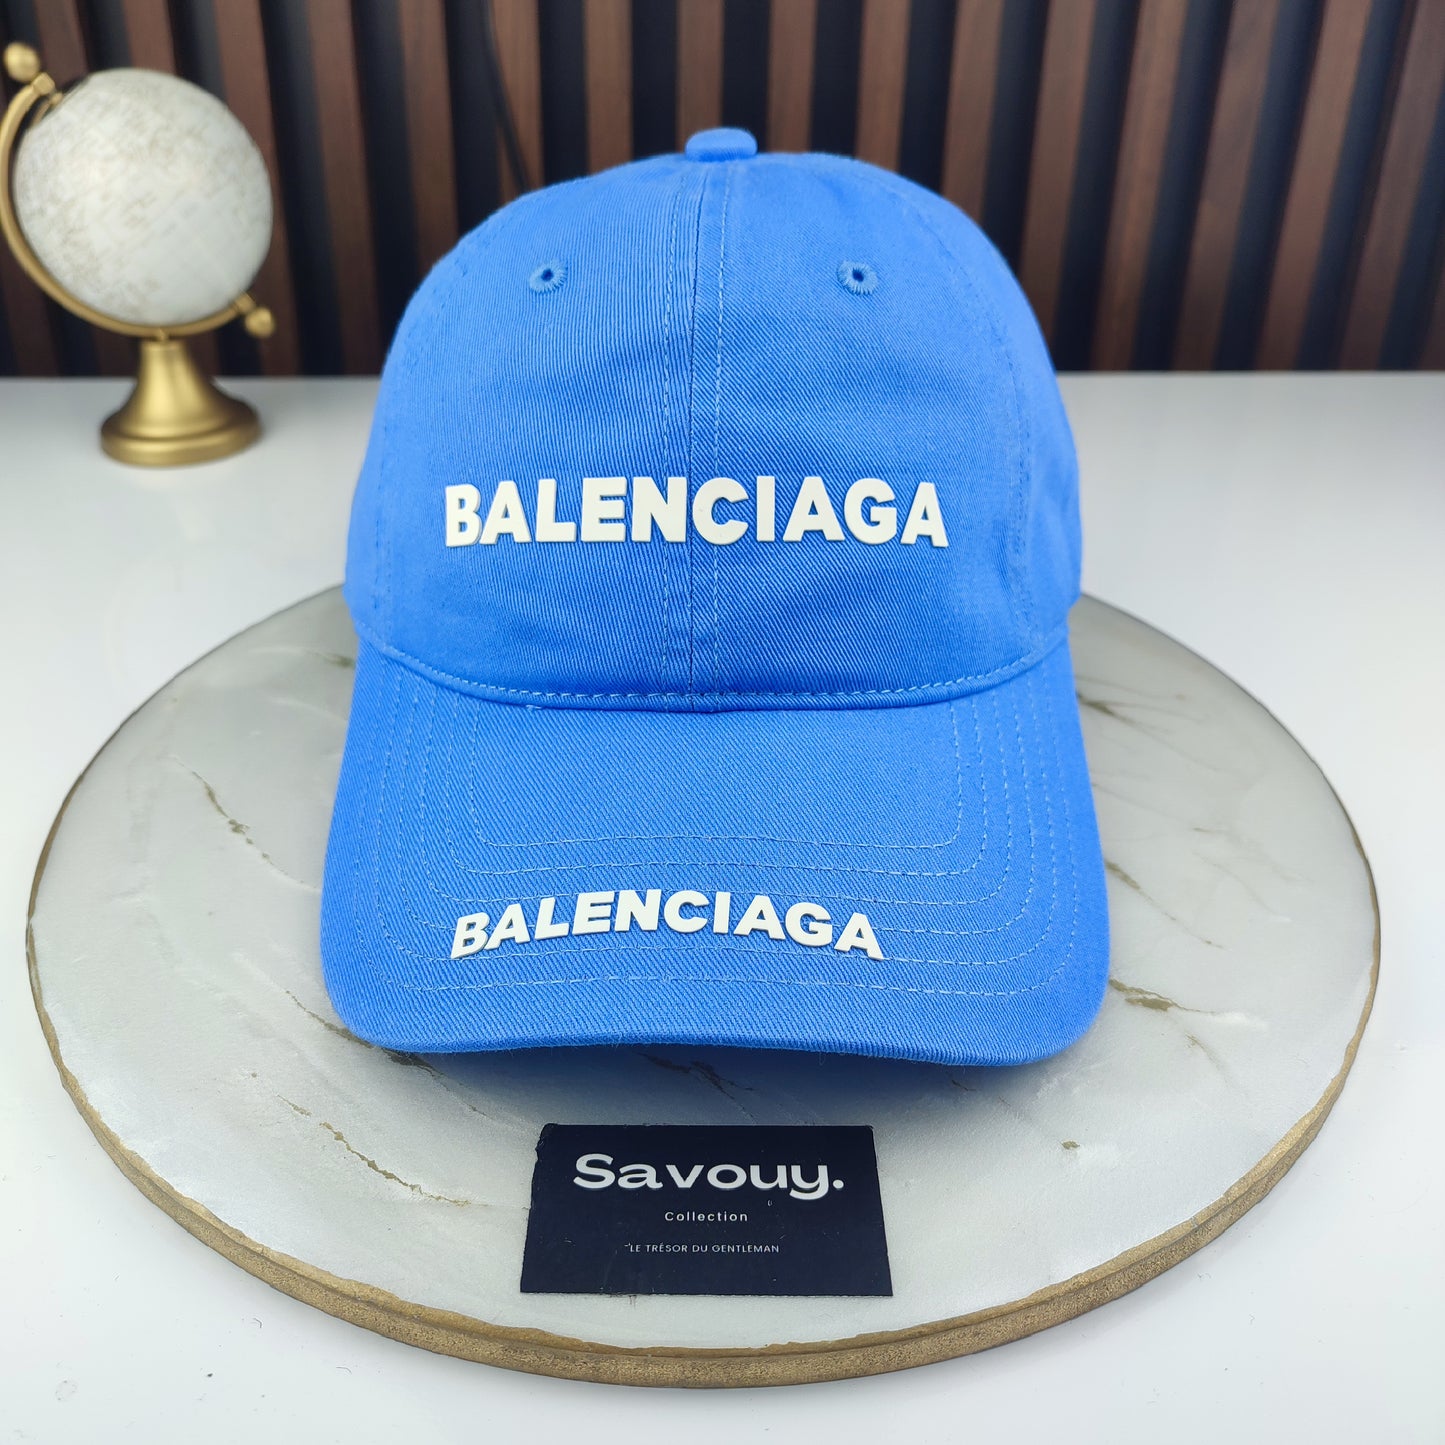 BALENCIAGA
BALENCIAGA
Savouy.
Collection
LE TRÉSOR DU GENTLEMAN